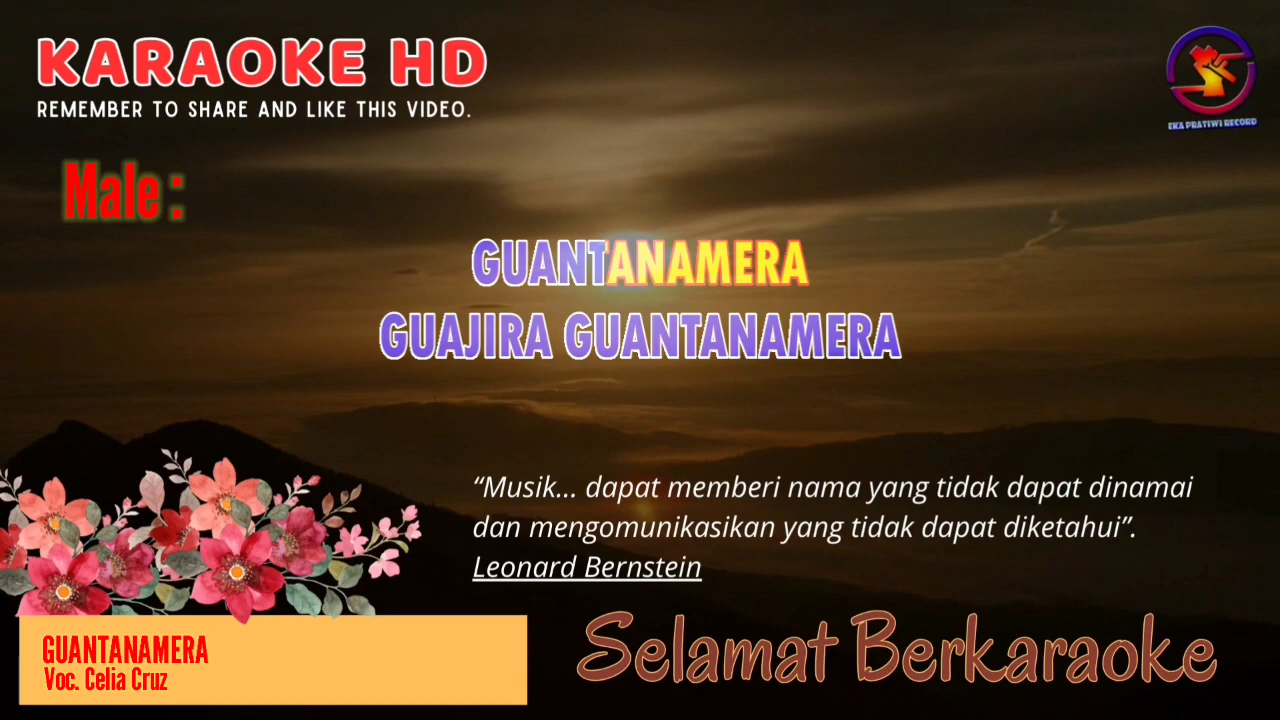 KARAOKE HD
REMEMBER TO SHARE AND LIKE THIS VIDEO.
EKA PRATIWI RECORD
Male :
GUANTANAMERA
GUAJIRA GUANTANAMERA
“Musik... dapat memberi nama yang tidak dapat dinamai
dan mengomunikasikan yang tidak dapat diketahui”.
Leonard Bernstein
GUANTANAMERA
Voc. Celia Cruz
Selamat Berkaraoke